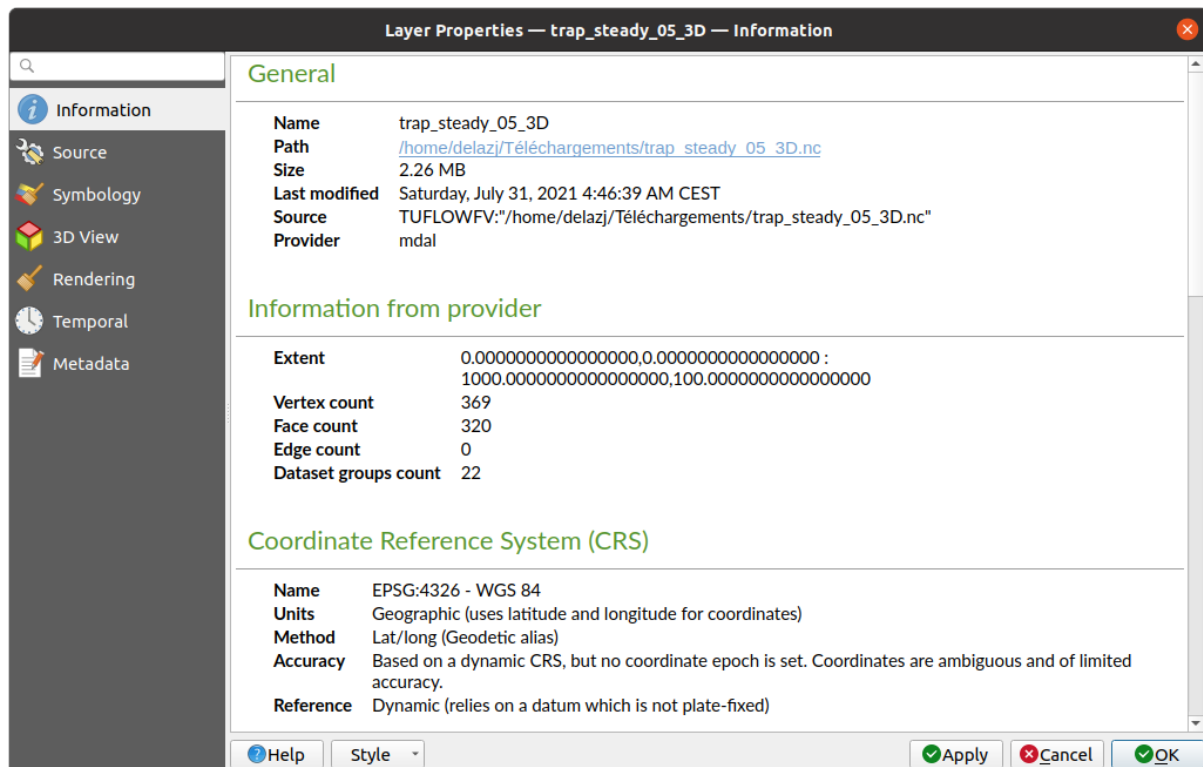 Layer Properties — trap_steady_05_3D — Information
Information
Source
Symbology
3D View
Rendering
Temporal
Metadata
General
Name trap_steady_05_3D
Path /home/delazj/Téléchargements/trap_steady_05_3D.nc
Size 2.26 MB
Last modified Saturday, July 31, 2021 4:46:39 AM CEST
Source TUFLOWFV:"/home/delazj/Téléchargements/trap_steady_05_3D.nc"
Provider mdal
Information from provider
Extent 0.0000000000000000,0.0000000000000000 :
1000.0000000000000000,100.0000000000000000
Vertex count 369
Face count 320
Edge count 0
Dataset groups count 22
Coordinate Reference System (CRS)
Name EPSG:4326 - WGS 84
Units Geographic (uses latitude and longitude for coordinates)
Method Lat/long (Geodetic alias)
Accuracy Based on a dynamic CRS, but no coordinate epoch is set. Coordinates are ambiguous and of limited
accuracy.
Reference Dynamic (relies on a datum which is not plate-fixed)
Help Style Apply Cancel OK